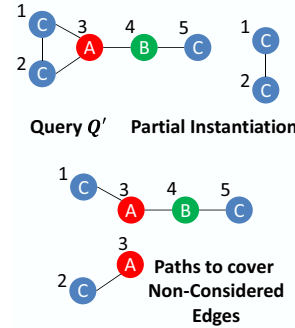 1 C 2 C 3 A 4 B 5 C
1 C 2 C
Query Q′ Partial Instantiation
1 C 3 A 4 B 5 C
2 C 3 A
Paths to cover
Non-Considered
Edges